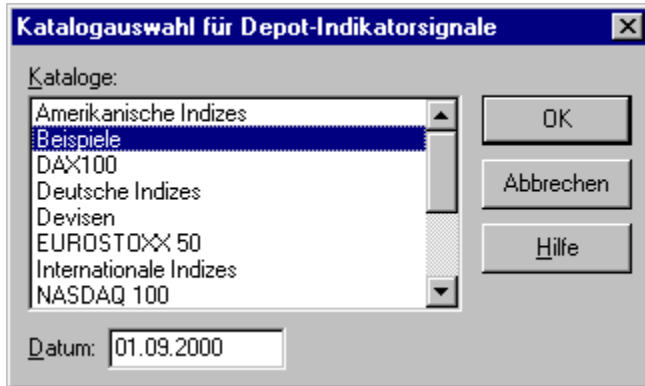 Katalogauswahl für Depot-Indikatorsignale
Kataloge:
Amerikanische Indizes
Beispiele
DAX100
Deutsche Indizes
Devisen
EUROSTOXX 50
Internationale Indizes
NASDAQ 100
OK
Abbrechen
Hilfe
Datum: 01.09.2000